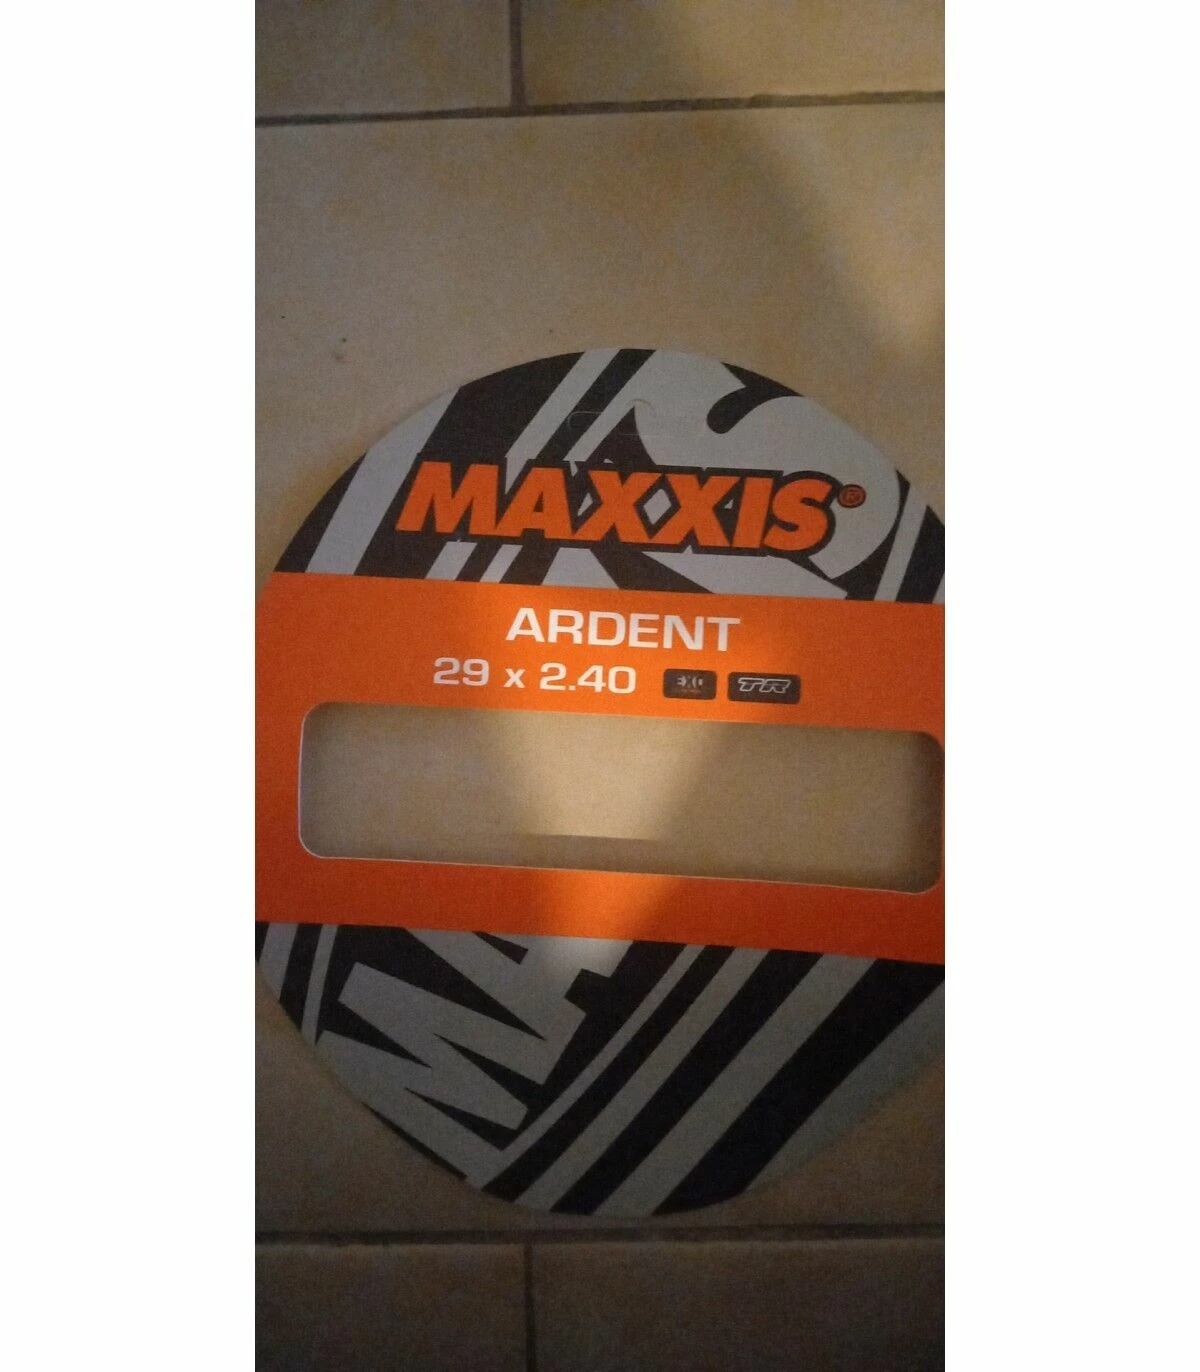 MAXXIS®
ARDENT
29 x 2.40 EXO TR